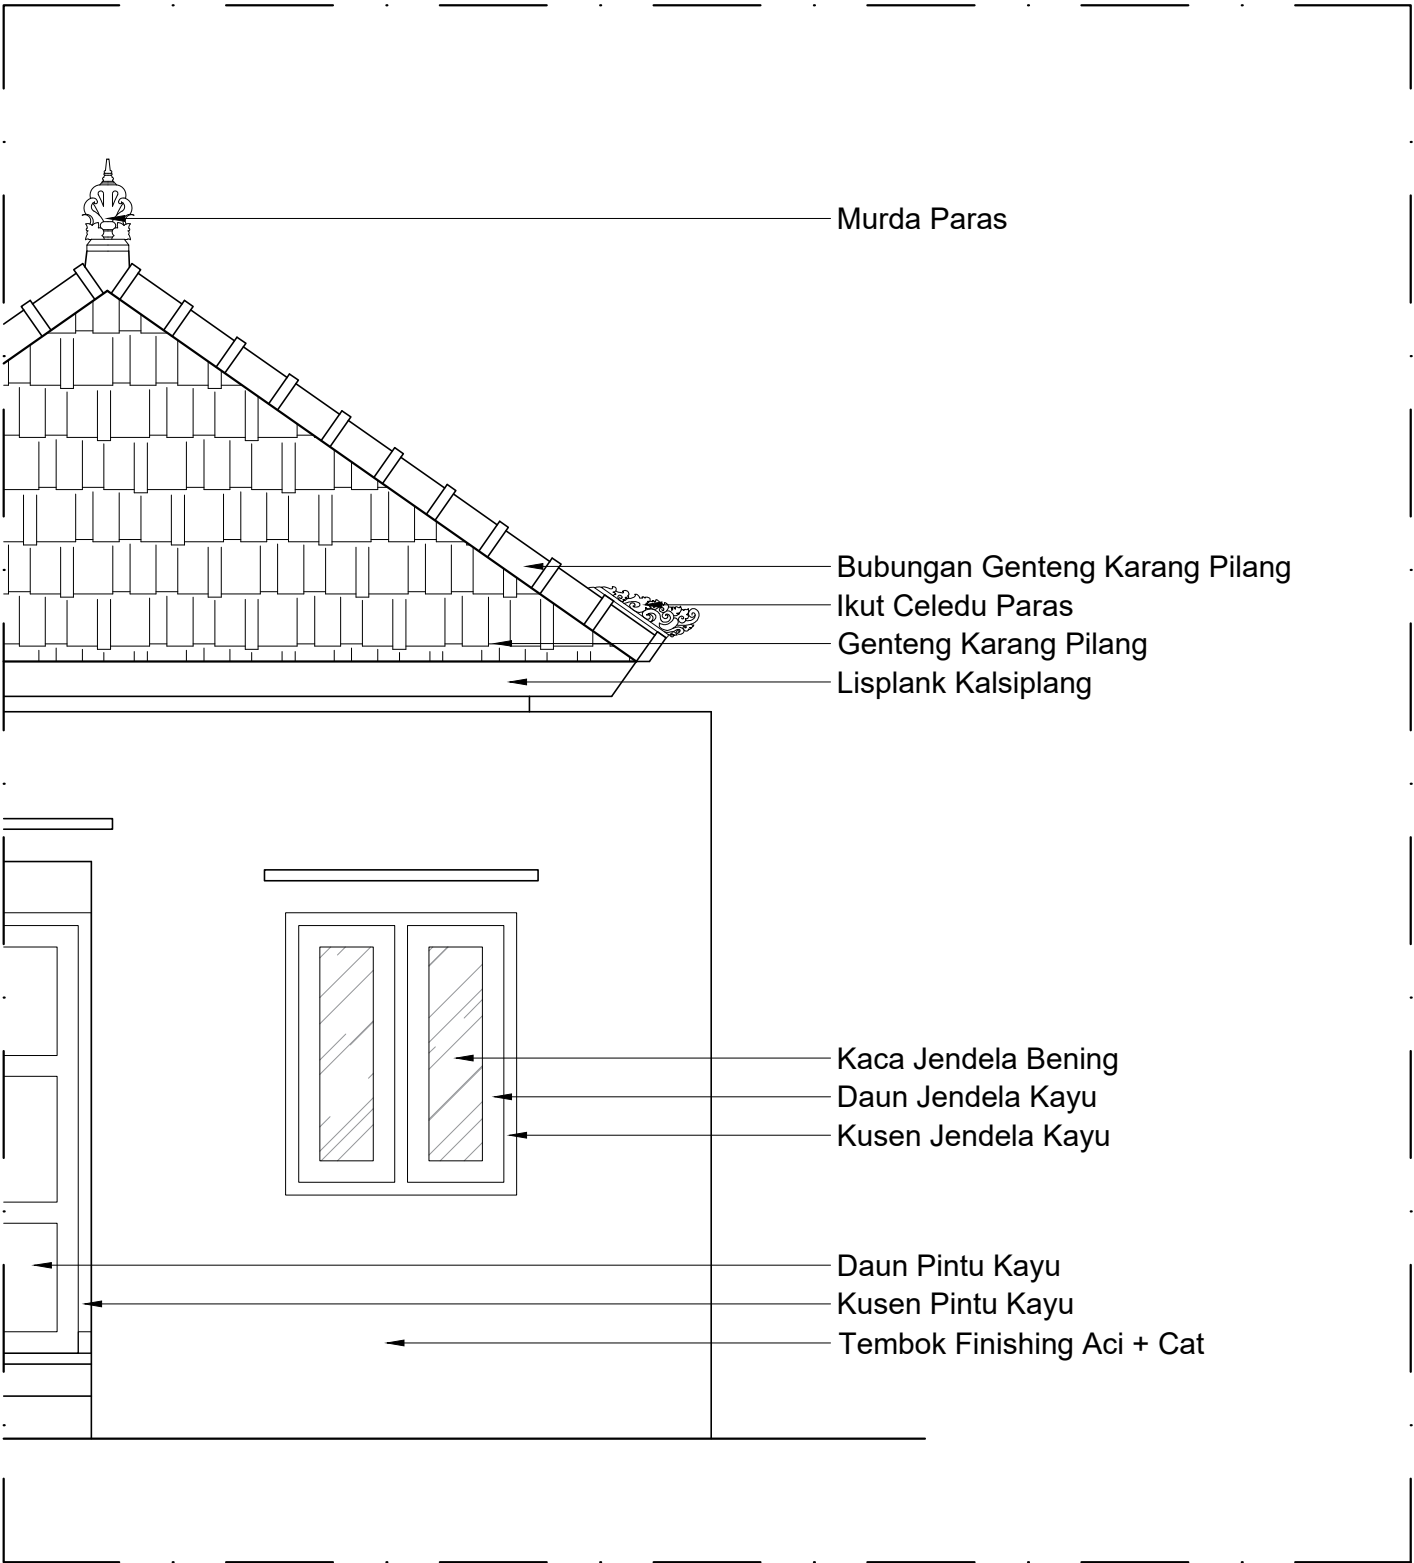 Murda Paras
Bubungan Genteng Karang Pilang
Ikut Celedu Paras
Genteng Karang Pilang
Lisplank Kalsiplang
Kaca Jendela Bening
Daun Jendela Kayu
Kusen Jendela Kayu
Daun Pintu Kayu
Kusen Pintu Kayu
Tembok Finishing Aci + Cat